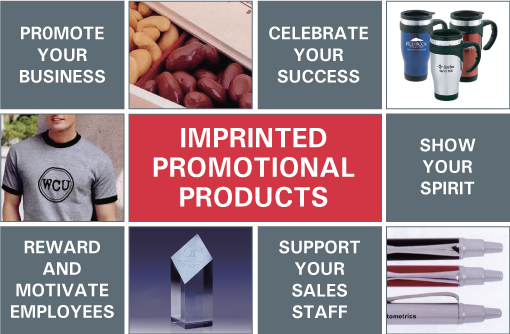 PROMOTE
YOUR
BUSINESS
CELEBRATE
YOUR
SUCCESS
WCU
IMPRINTED
PROMOTIONAL
PRODUCTS
SHOW
YOUR
SPIRIT
REWARD
AND
MOTIVATE
EMPLOYEES
SUPPORT
YOUR
SALES
STAFF
tometrics